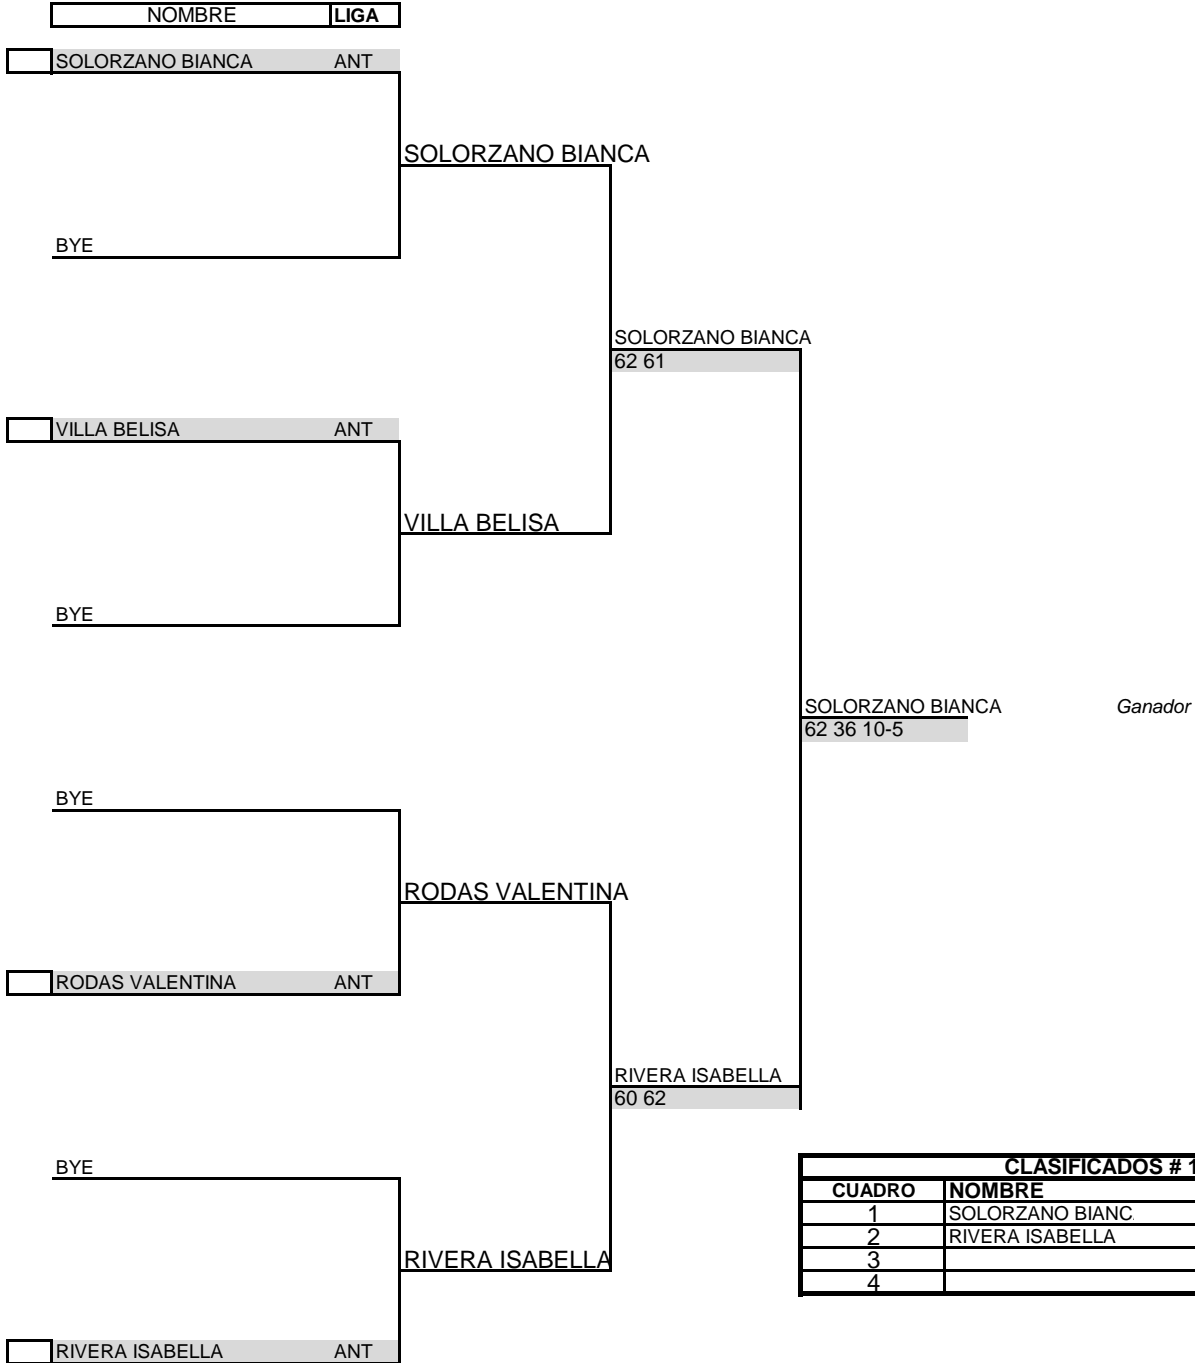 NOMBRE LIGA
SOLORZANO BIANCA ANT
SOLORZANO BIANCA
BYE
SOLORZANO BIANCA
62 61
VILLA BELISA ANT
VILLA BELISA
BYE
SOLORZANO BIANCA Ganador
62 36 10-5
BYE
RODAS VALENTINA
RODAS VALENTINA ANT
RIVERA ISABELLA
60 62
BYE
CLASIFICADOS # 1
CUADRO NOMBRE
1 SOLORZANO BIANC
2 RIVERA ISABELLA
RIVERA ISABELLA
3
4
RIVERA ISABELLA ANT